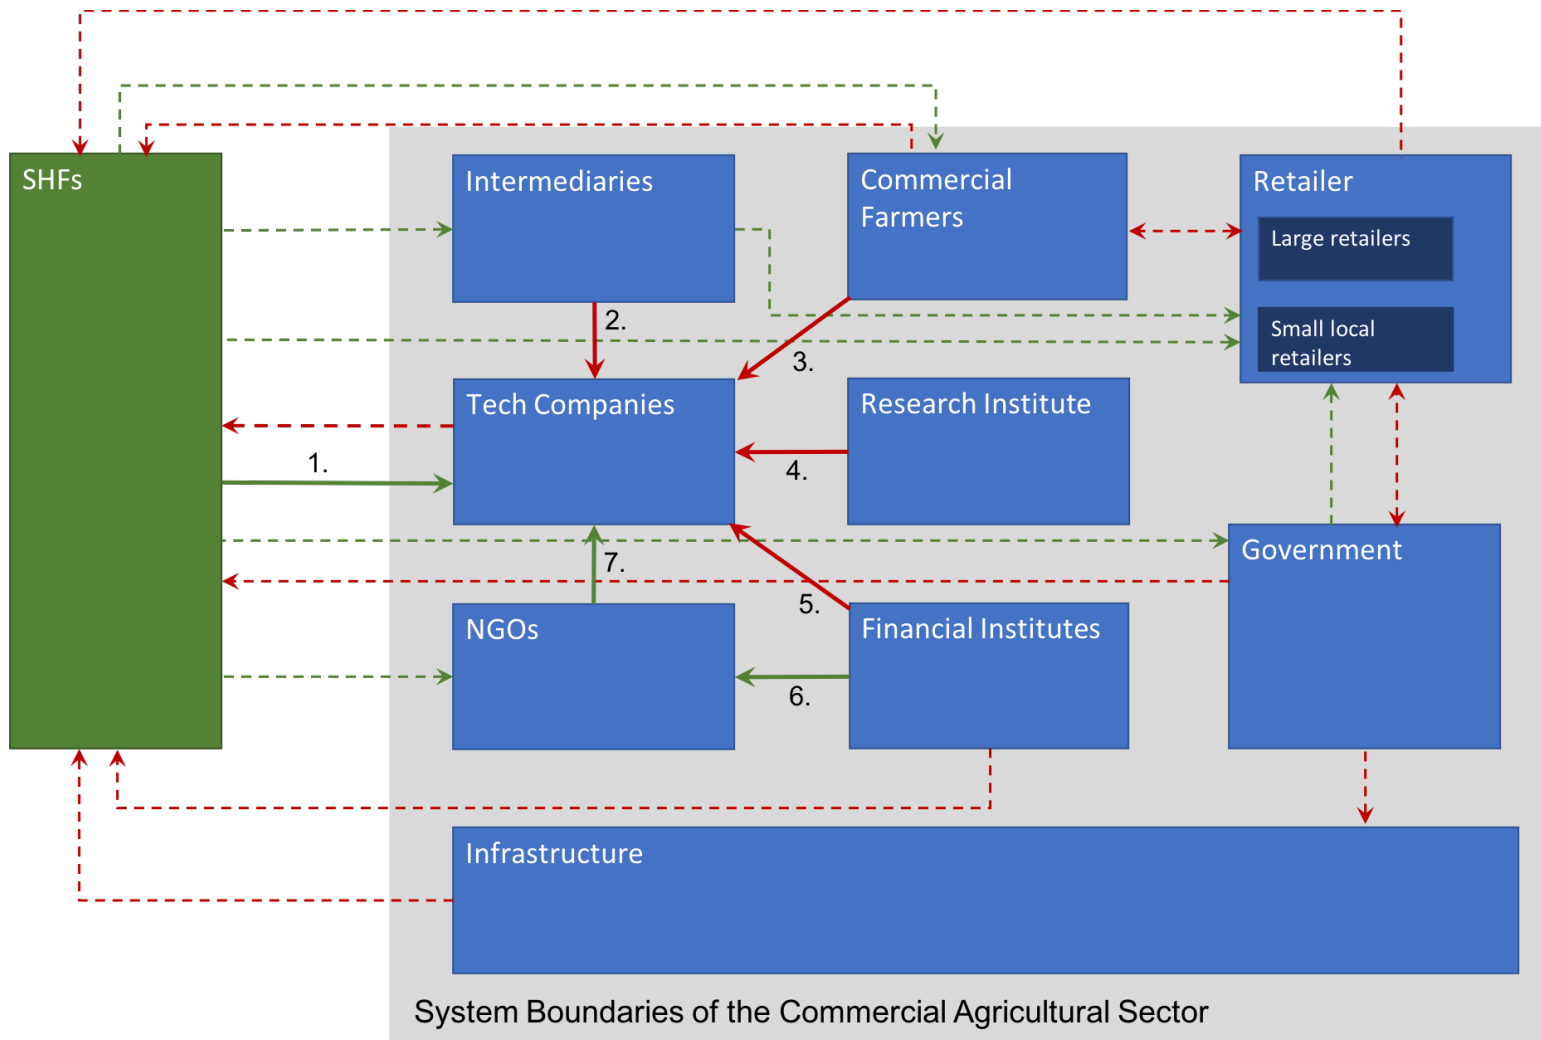 SHFs
Intermediaries
Commercial
Farmers
Retailer
Large retailers
Small local
retailers
2.
3.
Tech Companies
Research Institute
1.
4.
Government
7.
5.
NGOs
Financial Institutes
6.
Infrastructure
System Boundaries of the Commercial Agricultural Sector